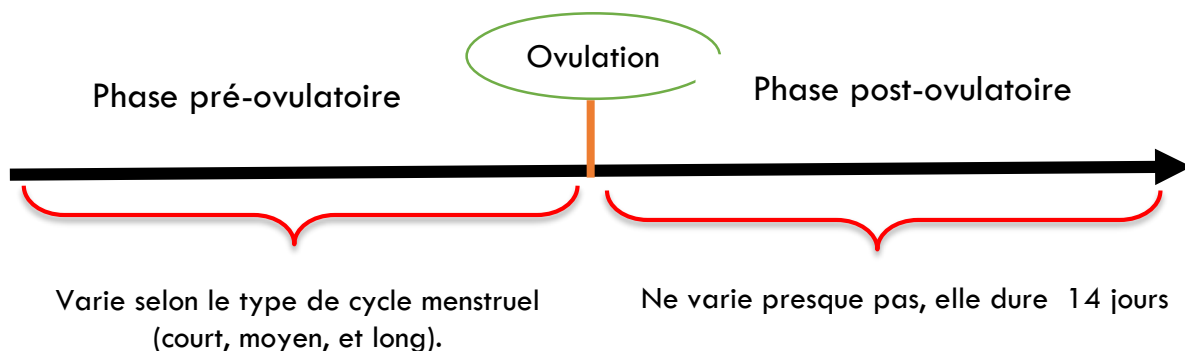 Ovulation
Phase pré-ovulatoire
Phase post-ovulatoire
Varie selon le type de cycle menstruel
(court, moyen, et long).
Ne varie presque pas, elle dure 14 jours